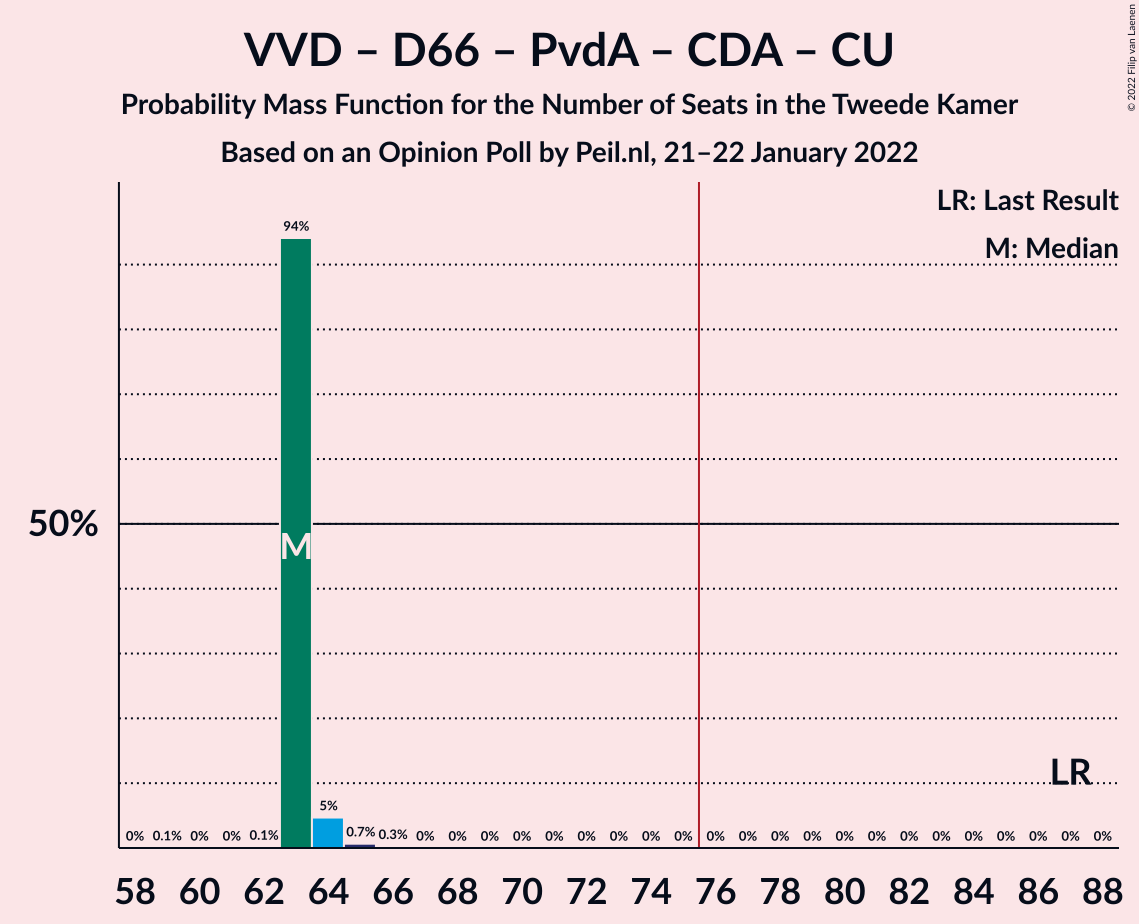 VVD – D66 – PvdA – CDA – CU
Probability Mass Function for the Number of Seats in the Tweede Kamer
Based on an Opinion Poll by Peil.nl, 21–22 January 2022
© 2022 Filip van Laenen
LR: Last Result
M: Median
94%
50%
M
LR
5%
0% 0.1% 0% 0% 0.1% 0.7% 0.3% 0% 0% 0% 0% 0% 0% 0% 0% 0% 0% 0% 0% 0% 0% 0% 0% 0% 0% 0% 0% 0% 0% 0%
58 60 62 64 66 68 70 72 74 76 78 80 82 84 86 88